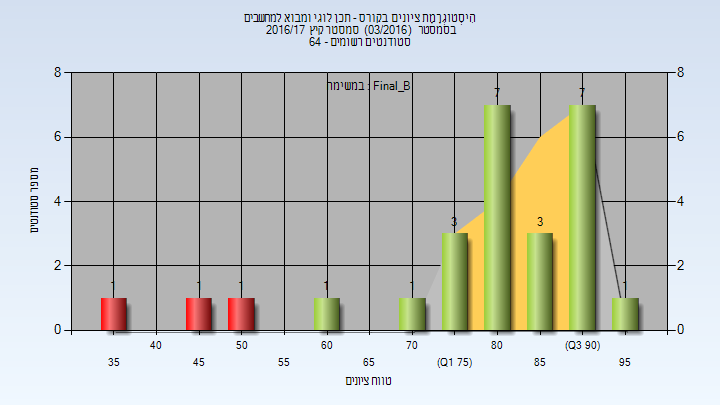 היסטוגרמת ציונים בקורס - תכן לוגי ומבוא למחשבים
בסמסטר (03/2016) סמסטר קיץ 2016/17
סטודנטים רשומים - 64
במשימה : Final_B
מספר סטודנטים
8 8
6 6
4 4
2 2
0 0
1 1 1 1 1 3 7 3 7 1
40 50 60 70 80 (Q3 90)
35 45 55 65 (Q1 75) 85 95
טווח ציונים